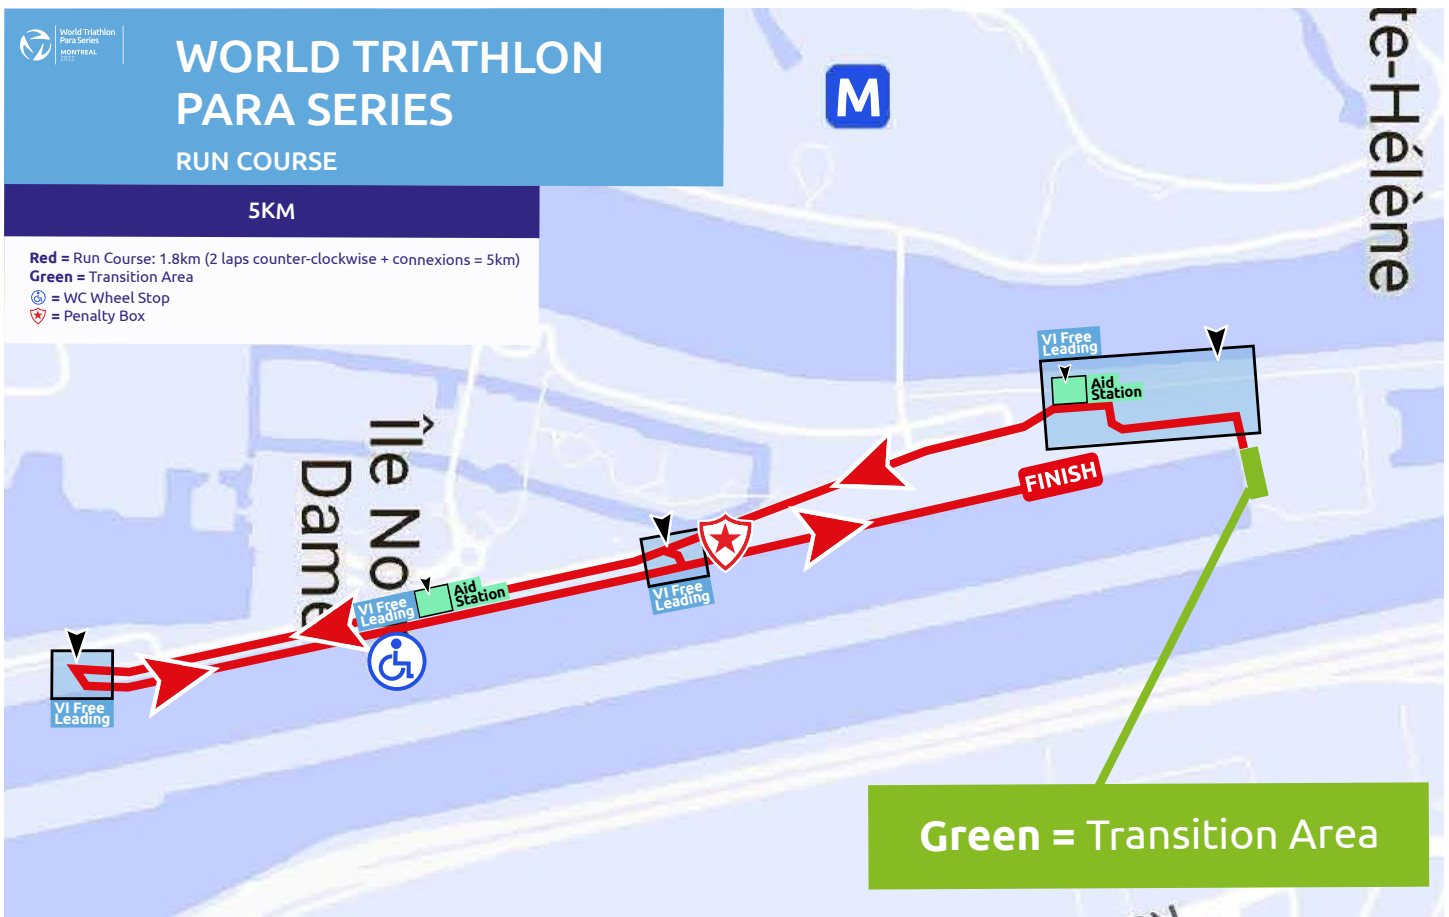 World Triathlon
Para Series
MONTREAL
2022
WORLD TRIATHLON
PARA SERIES
RUN COURSE
5KM
Red = Run Course: 1.8km (2 laps counter-clockwise + connexions = 5km)
Green = Transition Area
= WC Wheel Stop
= Penalty Box
M
te-Hélène
VI Free
Leading
Aid
Station
FINISH
Île No
Dame
VI Free
Leading
Aid
Station
VI Free
Leading
VI Free
Leading
Green = Transition Area